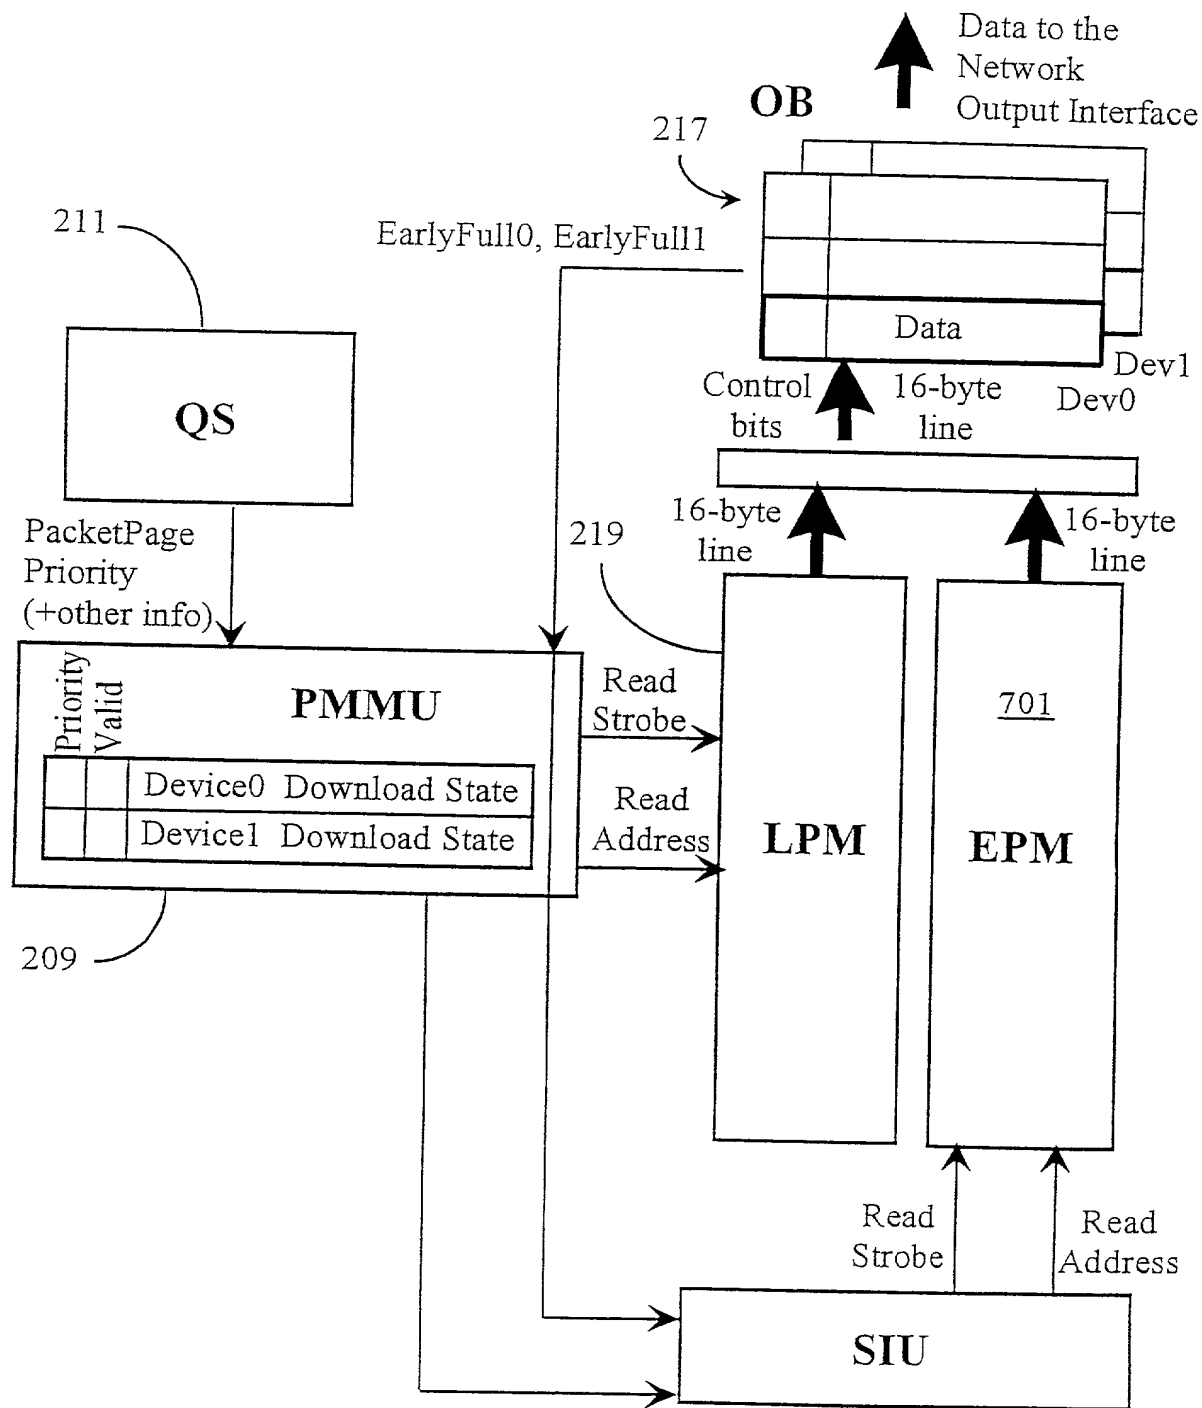 Data to the
Network
Output Interface
OB
217
211
EarlyFull0, EarlyFull1
Data
Dev1
Dev0
Control
bits
16-byte
line
QS
16-byte
line
16-byte
line
219
PacketPage
Priority
(+other info)
Priority
Valid
PMMU
Read
Strobe
701
Device0 Download State
Device1 Download State
Read
Address
LPM
EPM
209
Read
Strobe
Read
Address
SIU